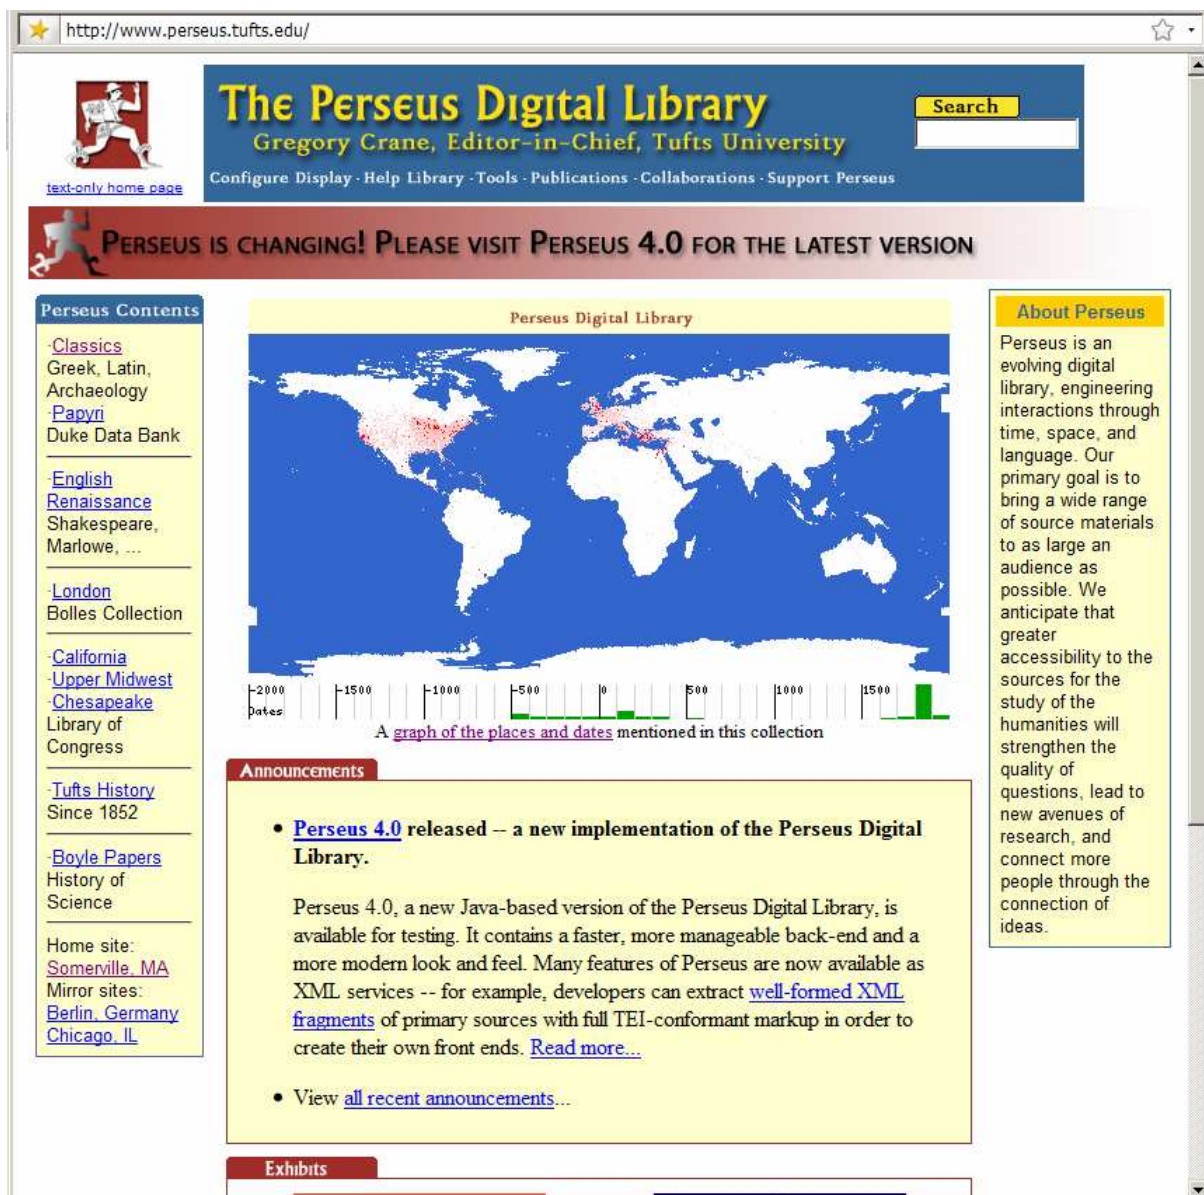 http://www.perseus.tufts.edu/
text-only home page
The Perseus Digital Library
Gregory Crane, Editor-in-Chief, Tufts University
Configure Display · Help Library · Tools · Publications · Collaborations · Support Perseus
Search
Perseus is changing! Please visit Perseus 4.0 for the latest version
Perseus Contents
·Classics
Greek, Latin,
Archaeology
·Papyri
Duke Data Bank
·English
Renaissance
Shakespeare,
Marlowe, ...
·London
Bolles Collection
·California
·Upper Midwest
·Chesapeake
Library of
Congress
·Tufts History
Since 1852
·Boyle Papers
History of
Science
Home site:
Somerville, MA
Mirror sites:
Berlin, Germany
Chicago, IL
Perseus Digital Library
-2000 -1500 -1000 -500 0 500 1000 1500
Dates
A graph of the places and dates mentioned in this collection
Announcements
• Perseus 4.0 released -- a new implementation of the Perseus Digital
Library.
Perseus 4.0, a new Java-based version of the Perseus Digital Library, is
available for testing. It contains a faster, more manageable back-end and a
more modern look and feel. Many features of Perseus are now available as
XML services -- for example, developers can extract well-formed XML
fragments of primary sources with full TEI-conformant markup in order to
create their own front ends. Read more...
• View all recent announcements...
Exhibits
About Perseus
Perseus is an
evolving digital
library, engineering
interactions through
time, space, and
language. Our
primary goal is to
bring a wide range
of source materials
to as large an
audience as
possible. We
anticipate that
greater
accessibility to the
sources for the
study of the
humanities will
strengthen the
quality of
questions, lead to
new avenues of
research, and
connect more
people through the
connection of
ideas.